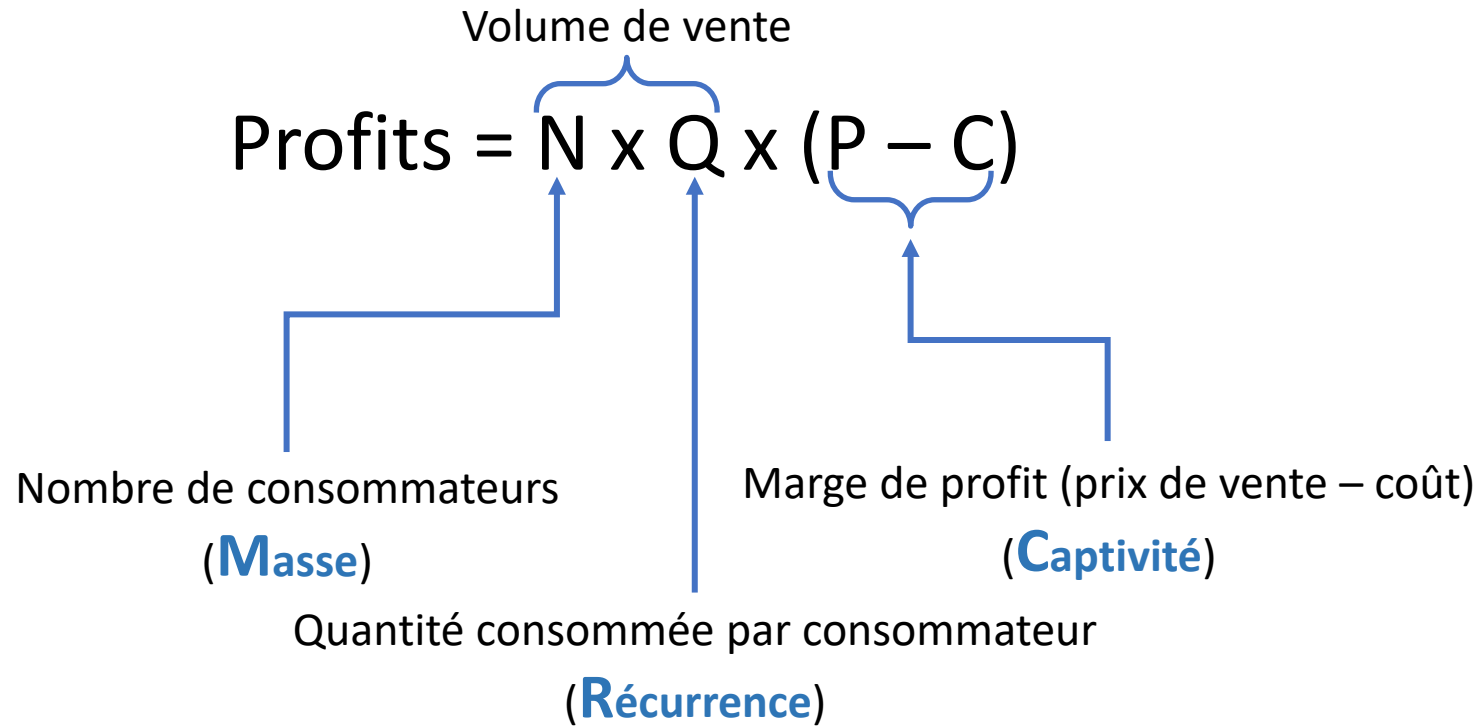 Volume de vente
Profits = N x Q x (P – C)
Nombre de consommateurs
(Masse)
Marge de profit (prix de vente – coût)
(Captivité)
Quantité consommée par consommateur
(Récurrence)